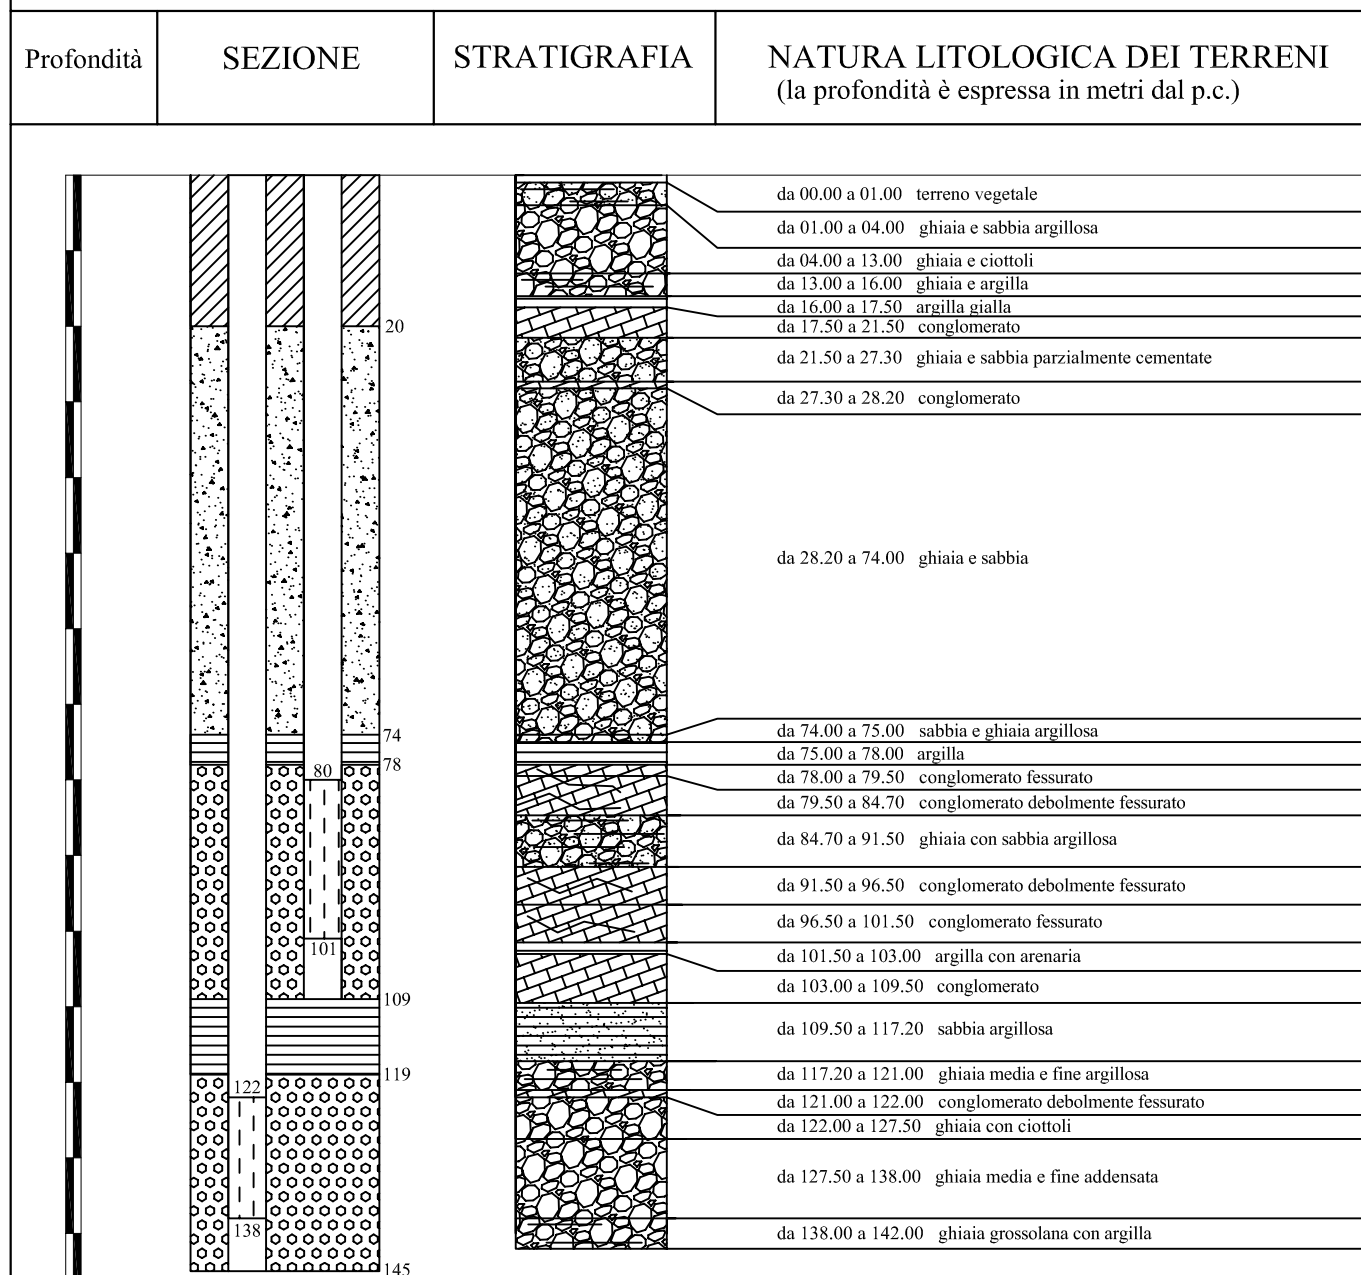 Profondità
SEZIONE
STRATIGRAFIA
NATURA LITOLOGICA DEI TERRENI
(la profondità è espressa in metri dal p.c.)
da 00.00 a 01.00 terreno vegetale
da 01.00 a 04.00 ghiaia e sabbia argillosa
da 04.00 a 13.00 ghiaia e ciottoli
da 13.00 a 16.00 ghiaia e argilla
da 16.00 a 17.50 argilla gialla
20
da 17.50 a 21.50 conglomerato
da 21.50 a 27.30 ghiaia e sabbia parzialmente cementate
da 27.30 a 28.20 conglomerato
da 28.20 a 74.00 ghiaia e sabbia
74
da 74.00 a 75.00 sabbia e ghiaia argillosa
da 75.00 a 78.00 argilla
78
80
da 78.00 a 79.50 conglomerato fessurato
da 79.50 a 84.70 conglomerato debolmente fessurato
da 84.70 a 91.50 ghiaia con sabbia argillosa
da 91.50 a 96.50 conglomerato debolmente fessurato
da 96.50 a 101.50 conglomerato fessurato
101
da 101.50 a 103.00 argilla con arenaria
da 103.00 a 109.50 conglomerato
109
da 109.50 a 117.20 sabbia argillosa
119
da 117.20 a 121.00 ghiaia media e fine argillosa
122
da 121.00 a 122.00 conglomerato debolmente fessurato
da 122.00 a 127.50 ghiaia con ciottoli
da 127.50 a 138.00 ghiaia media e fine addensata
138
da 138.00 a 142.00 ghiaia grossolana con argilla
145